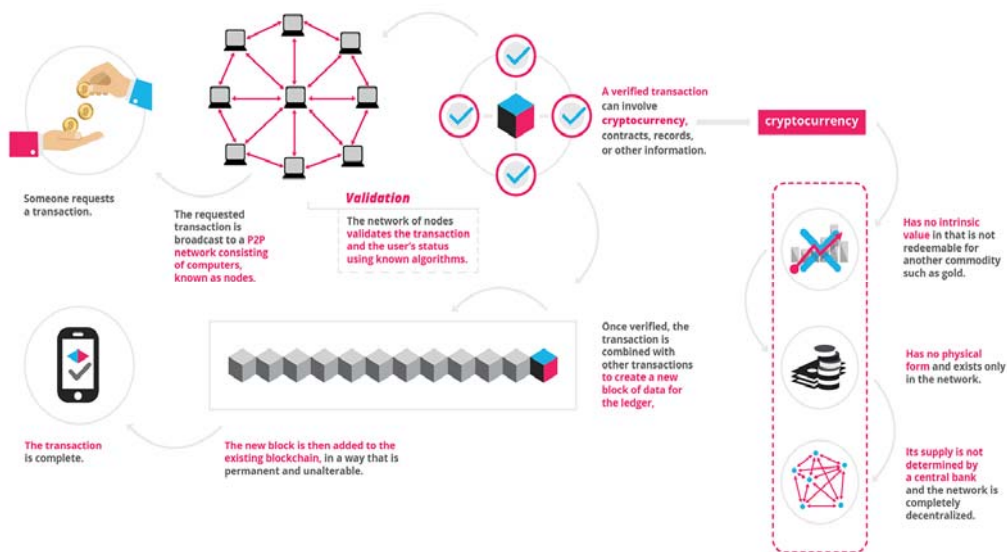 Someone requests
a transaction.
The requested
transaction is
broadcast to a P2P
network consisting
of computers,
known as nodes.
Validation
The network of nodes
validates the transaction
and the user's status
using known algorithms.
A verified transaction
can involve
cryptocurrency,
contracts, records,
or other information.
cryptocurrency
Has no intrinsic
value in that is not
redeemable for
another commodity
such as gold.
Has no physical
form and exists only
in the network.
Its supply is not
determined by
a central bank
and the network is
completely
decentralized.
Once verified, the
transaction is
combined with
other transactions
to create a new
block of data for
the ledger,
The new block is then added to the
existing blockchain, in a way that is
permanent and unalterable.
The transaction
is complete.